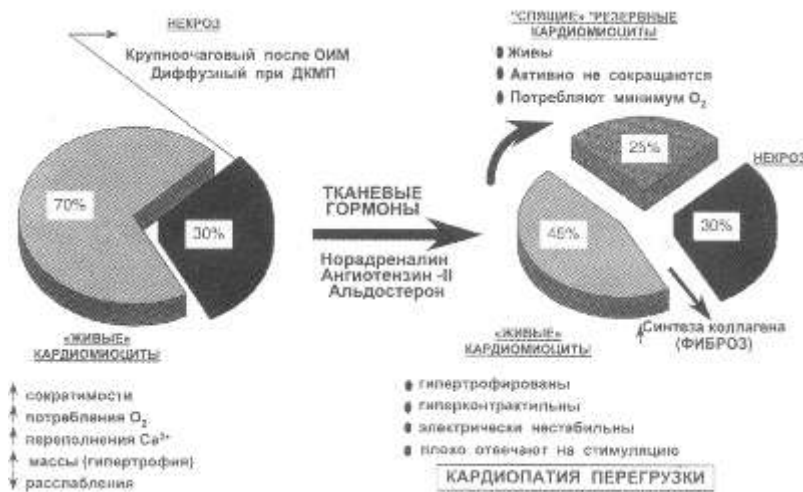 НЕКРОЗ
Крупноочаговый после ОИМ
Диффузный при ДКМП
70%
30%
«ЖИВЫЕ»
КАРДИОМИОЦИТЫ
↑ сократимости
↑ потребления O₂
↑ переполнения Ca²⁺
↑ массы (гипертрофия)
↓ расслабления
ТКАНЕВЫЕ
ГОРМОНЫ
Норадреналин
Ангиотензин -II
Альдостерон
"СПЯЩИЕ" "РЕЗЕРВНЫЕ
КАРДИОМИОЦИТЫ
● Живы
● Активно не сокращаются
● Потребляют минимум O₂
25%
НЕКРОЗ
45%
30%
«ЖИВЫЕ»
КАРДИОМИОЦИТЫ
↑ Синтеза коллагена
(ФИБРОЗ)
● гипертрофированы
● гиперконтрактильны
● электрически нестабильны
● плохо отвечают на стимуляцию
КАРДИОПАТИЯ ПЕРЕГРУЗКИ